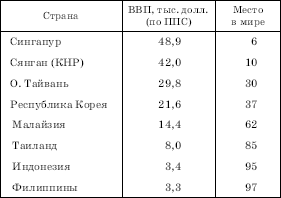 Страна ВВП, тыс. долл. (по ППС) Место в мире
Сингапур 48,9 6
Сянган (КНР) 42,0 10
О. Тайвань 29,8 30
Республика Корея 21,6 37
Малайзия 14,4 62
Таиланд 8,0 85
Индонезия 3,4 95
Филиппины 3,3 97